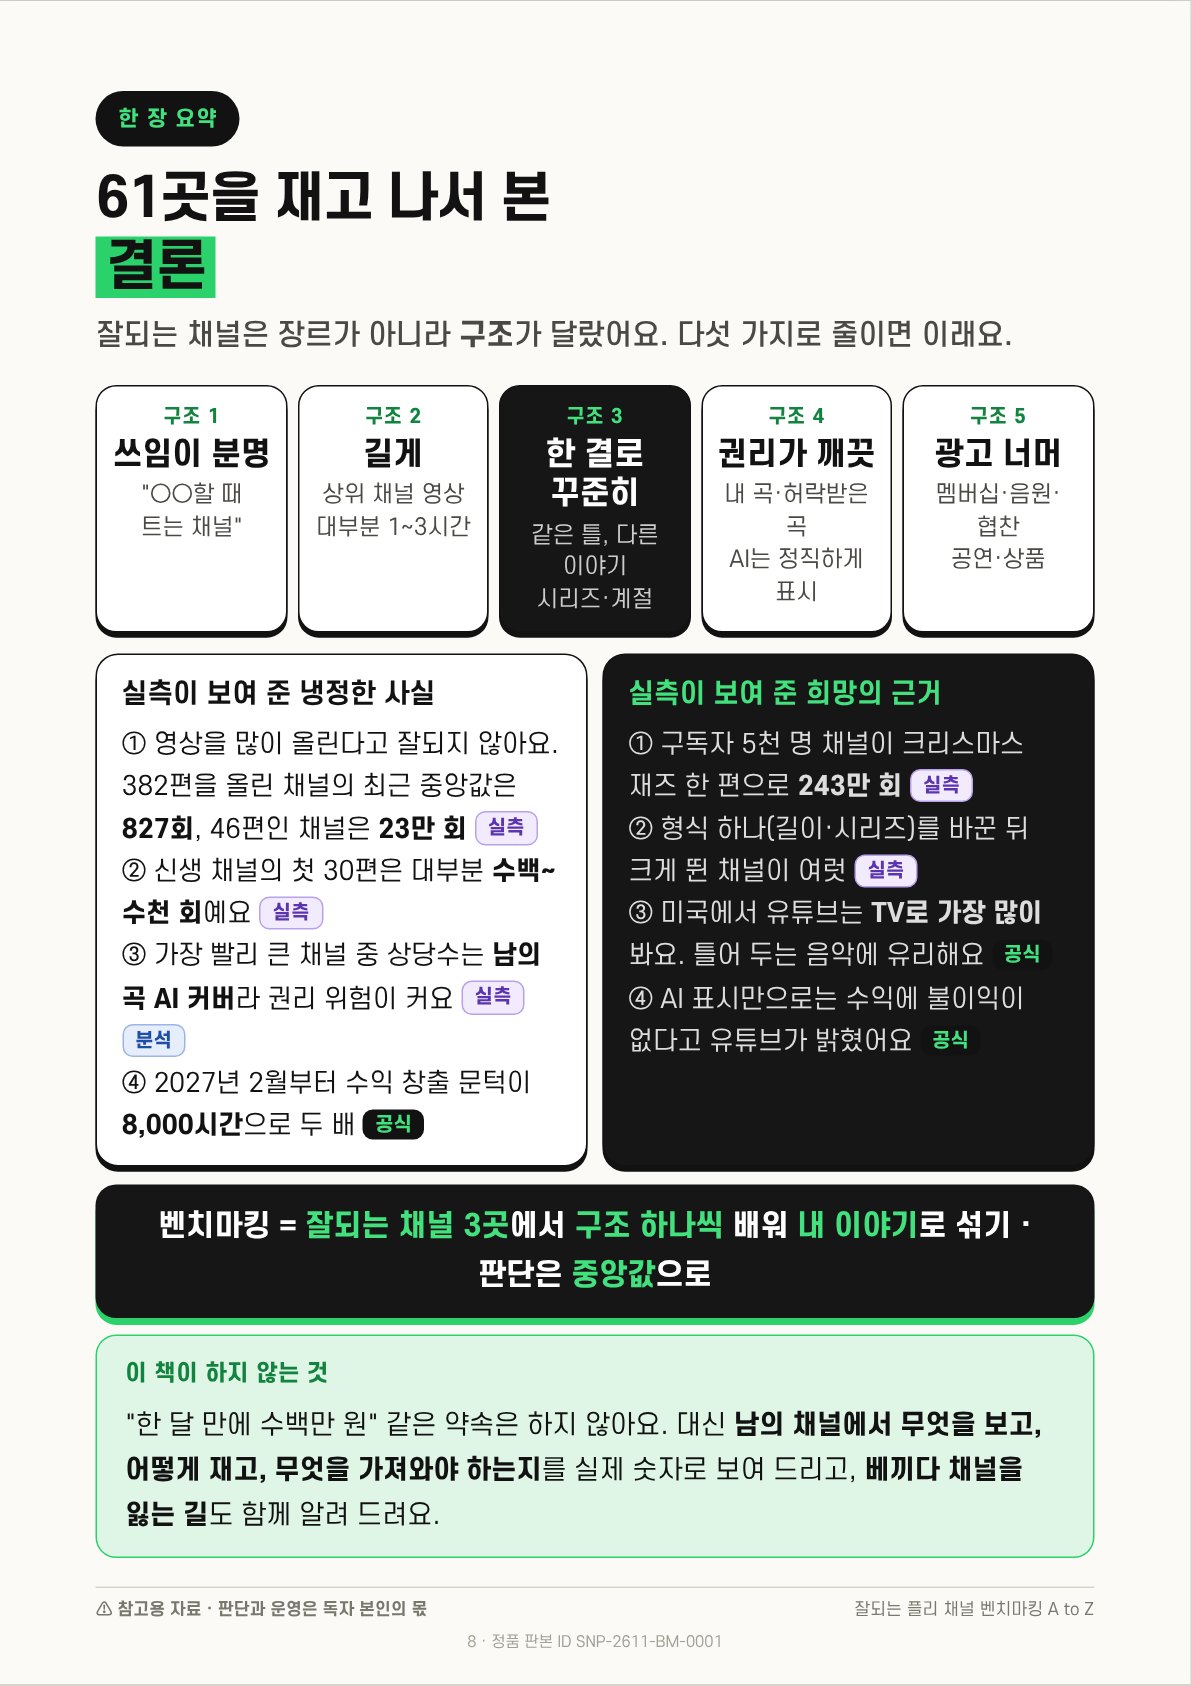 한 장 요약
61곳을 재고 나서 본
결론
잘되는 채널은 장르가 아니라 구조가 달랐어요. 다섯 가지로 줄이면 이래요.
구조 1
쓰임이 분명
"○○할 때
트는 채널"
구조 2
길게
상위 채널 영상
대부분 1~3시간
구조 3
한 결로
꾸준히
같은 틀, 다른
이야기
시리즈·계절
구조 4
권리가 깨끗
내 곡·허락받은
곡
AI는 정직하게
표시
구조 5
광고 너머
멤버십·음원·
협찬
공연·상품
실측이 보여 준 냉정한 사실
① 영상을 많이 올린다고 잘되지 않아요.
382편을 올린 채널의 최근 중앙값은
827회, 46편인 채널은 23만 회 실측
② 신생 채널의 첫 30편은 대부분 수백~
수천 회예요 실측
③ 가장 빨리 큰 채널 중 상당수는 남의
곡 AI 커버라 권리 위험이 커요 실측
분석
④ 2027년 2월부터 수익 창출 문턱이
8,000시간으로 두 배 공식
실측이 보여 준 희망의 근거
① 구독자 5천 명 채널이 크리스마스
재즈 한 편으로 243만 회 실측
② 형식 하나(길이·시리즈)를 바꾼 뒤
크게 뛴 채널이 여럿 실측
③ 미국에서 유튜브는 TV로 가장 많이
봐요. 틀어 두는 음악에 유리해요 공식
④ AI 표시만으로는 수익에 불이익이
없다고 유튜브가 밝혔어요 공식
벤치마킹 = 잘되는 채널 3곳에서 구조 하나씩 배워 내 이야기로 섞기 ·
판단은 중앙값으로
이 책이 하지 않는 것
"한 달 만에 수백만 원" 같은 약속은 하지 않아요. 대신 남의 채널에서 무엇을 보고,
어떻게 재고, 무엇을 가져와야 하는지를 실제 숫자로 보여 드리고, 베끼다 채널을
잃는 길도 함께 알려 드려요.
⚠ 참고용 자료 · 판단과 운영은 독자 본인의 몫
잘되는 플리 채널 벤치마킹 A to Z
8 · 정품 판본 ID SNP-2611-BM-0001